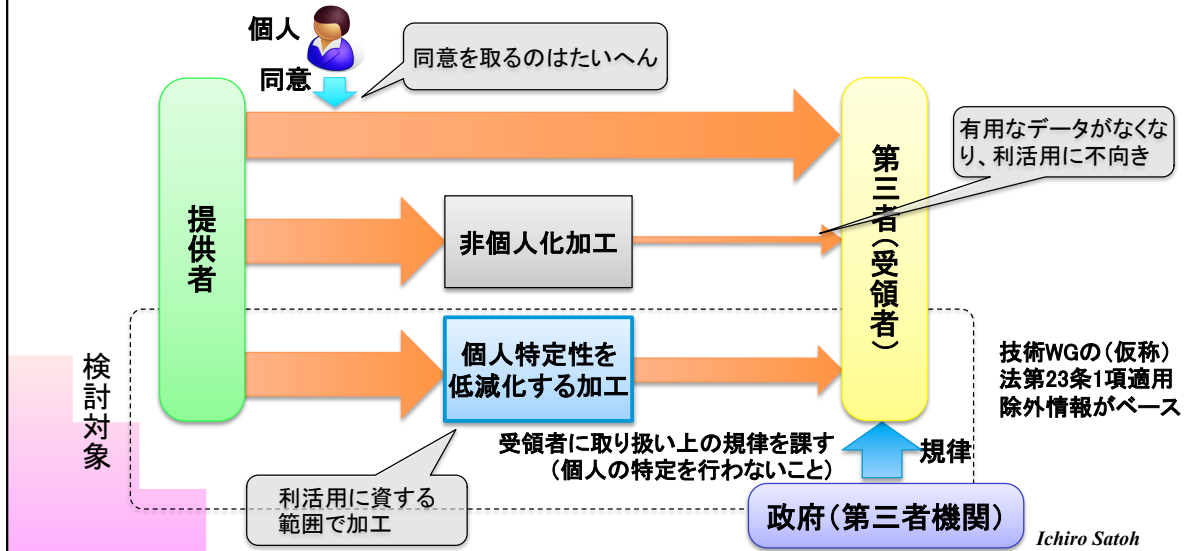 個人
同意
同意を取るのはたいへん
提供者
第三者(受領者)
有用なデータがなくな
り、利活用に不向き
非個人化加工
検討対象
個人特定性を
低減化する加工
技術WGの(仮称)
法第23条1項適用
除外情報がベース
受領者に取り扱い上の規律を課す
(個人の特定を行わないこと)
規律
利活用に資する
範囲で加工
政府(第三者機関)
Ichiro Satoh